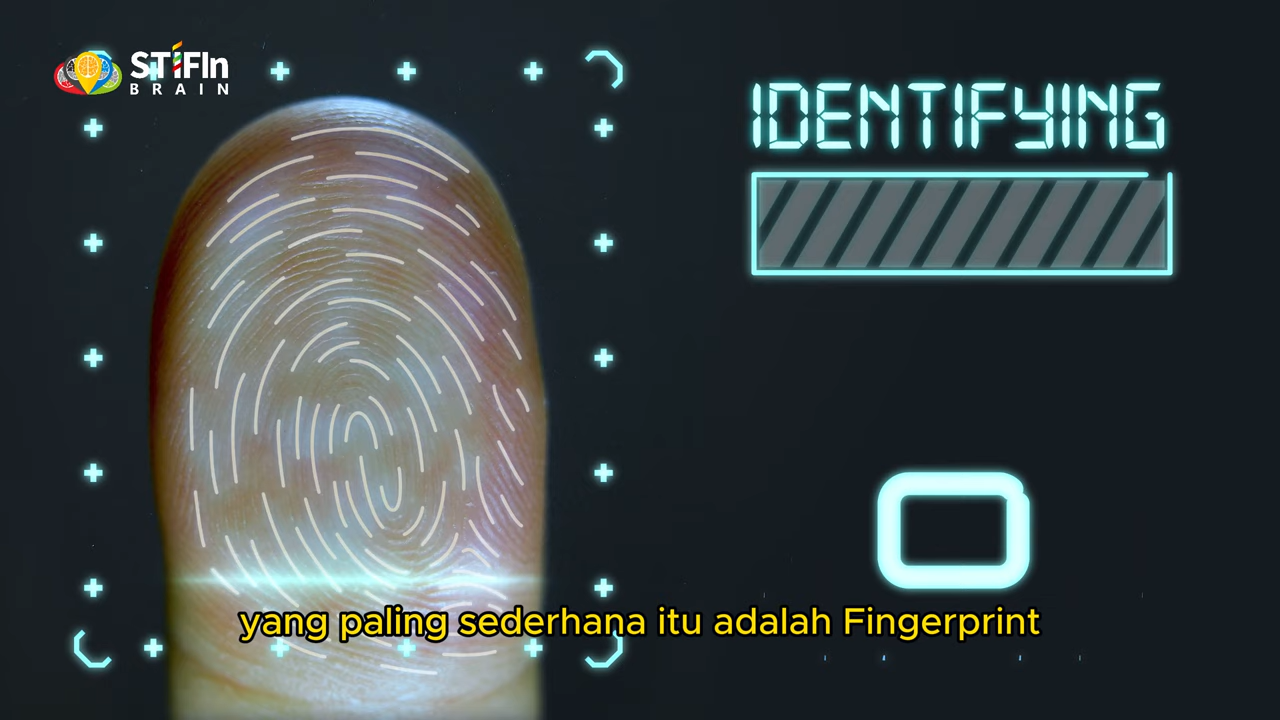 STiFIn
BRAIN
IDENTIFYING
yang paling sederhana itu adalah Fingerprint